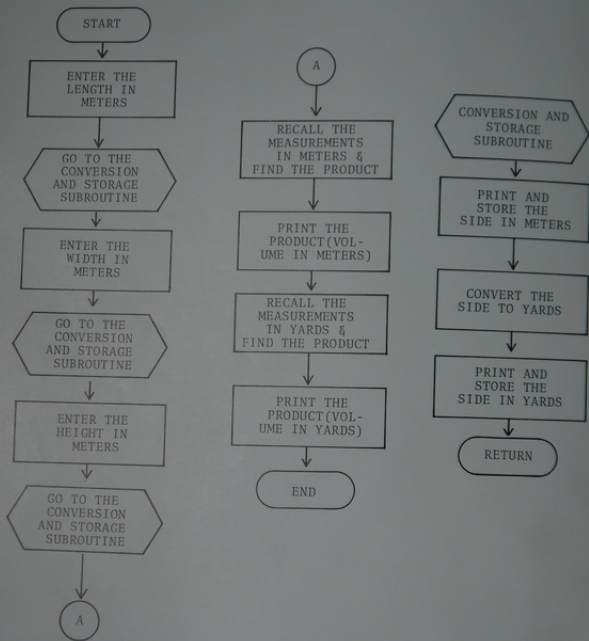 START
ENTER THE
LENGTH IN
METERS
GO TO THE
CONVERSION
AND STORAGE
SUBROUTINE
ENTER THE
WIDTH IN
METERS
GO TO THE
CONVERSION
AND STORAGE
SUBROUTINE
ENTER THE
HEIGHT IN
METERS
GO TO THE
CONVERSION
AND STORAGE
SUBROUTINE
A
A
RECALL THE
MEASUREMENTS
IN METERS &
FIND THE PRODUCT
PRINT THE
PRODUCT(VOL-
UME IN METERS)
RECALL THE
MEASUREMENTS
IN YARDS &
FIND THE PRODUCT
PRINT THE
PRODUCT(VOL-
UME IN YARDS)
END
CONVERSION AND
STORAGE
SUBROUTINE
PRINT AND
STORE THE
SIDE IN METERS
CONVERT THE
SIDE TO YARDS
PRINT AND
STORE THE
SIDE IN YARDS
RETURN